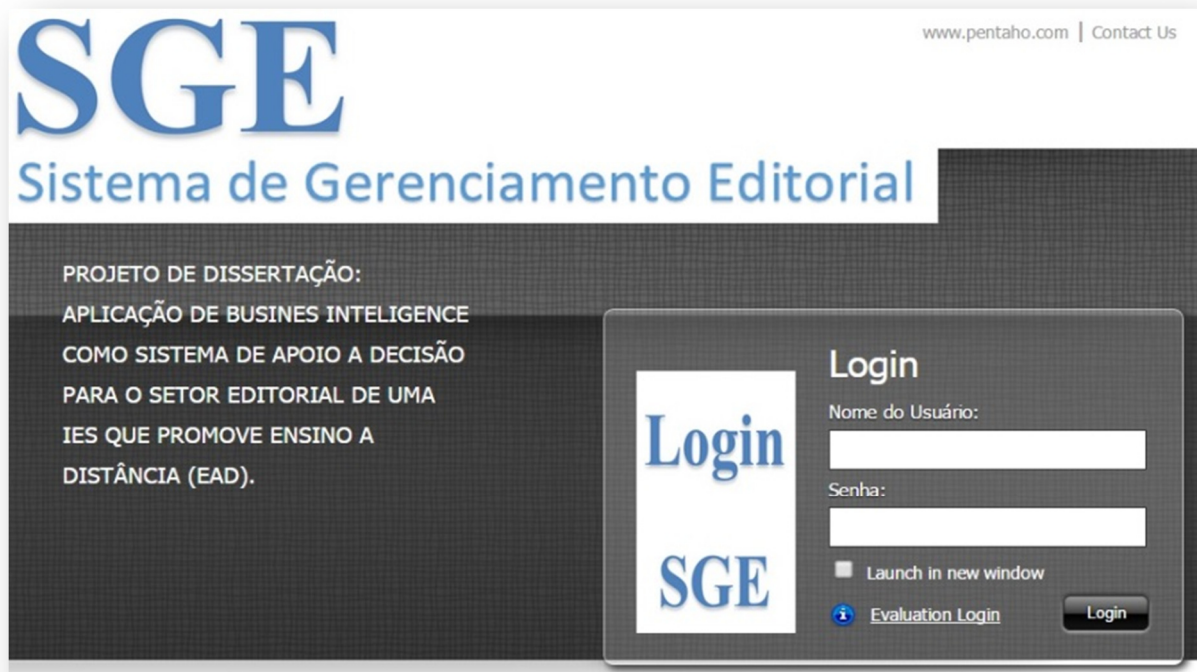 SGE
www.pentaho.com | Contact Us
Sistema de Gerenciamento Editorial
PROJETO DE DISSERTAÇÃO:
APLICAÇÃO DE BUSINES INTELIGENCE
COMO SISTEMA DE APOIO A DECISÃO
PARA O SETOR EDITORIAL DE UMA
IES QUE PROMOVE ENSINO A
DISTÂNCIA (EAD).
Login
SGE
Login
Nome do Usuário:
Senha:
Launch in new window
Evaluation Login
Login